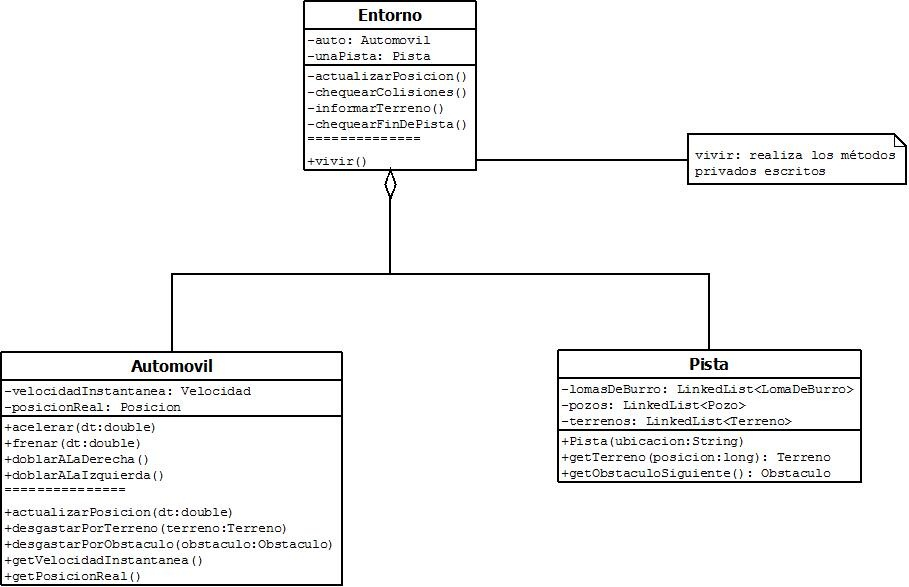 Entorno
-auto: Automovil
-unaPista: Pista
-actualizarPosicion()
-chequearColisiones()
-informarTerreno()
-chequearFinDePista()
==============
+vivir()
vivir: realiza los métodos
privados escritos
Automovil
-velocidadInstantanea: Velocidad
-posicionReal: Posicion
+acelerar(dt:double)
+frenar(dt:double)
+doblarALaDerecha()
+doblarALaIzquierda()
===============
+actualizarPosicion(dt:double)
+desgastarPorTerreno(terreno:Terreno)
+desgastarPorObstaculo(obstaculo:Obstaculo)
+getVelocidadInstantanea()
+getPosicionReal()
Pista
-lomasDeBurro: LinkedList<LomaDeBurro>
-pozos: LinkedList<Pozo>
-terrenos: LinkedList<Terreno>
+Pista(ubicacion:String)
+getTerreno(posicion:long): Terreno
+getObstaculoSiguiente(): Obstaculo